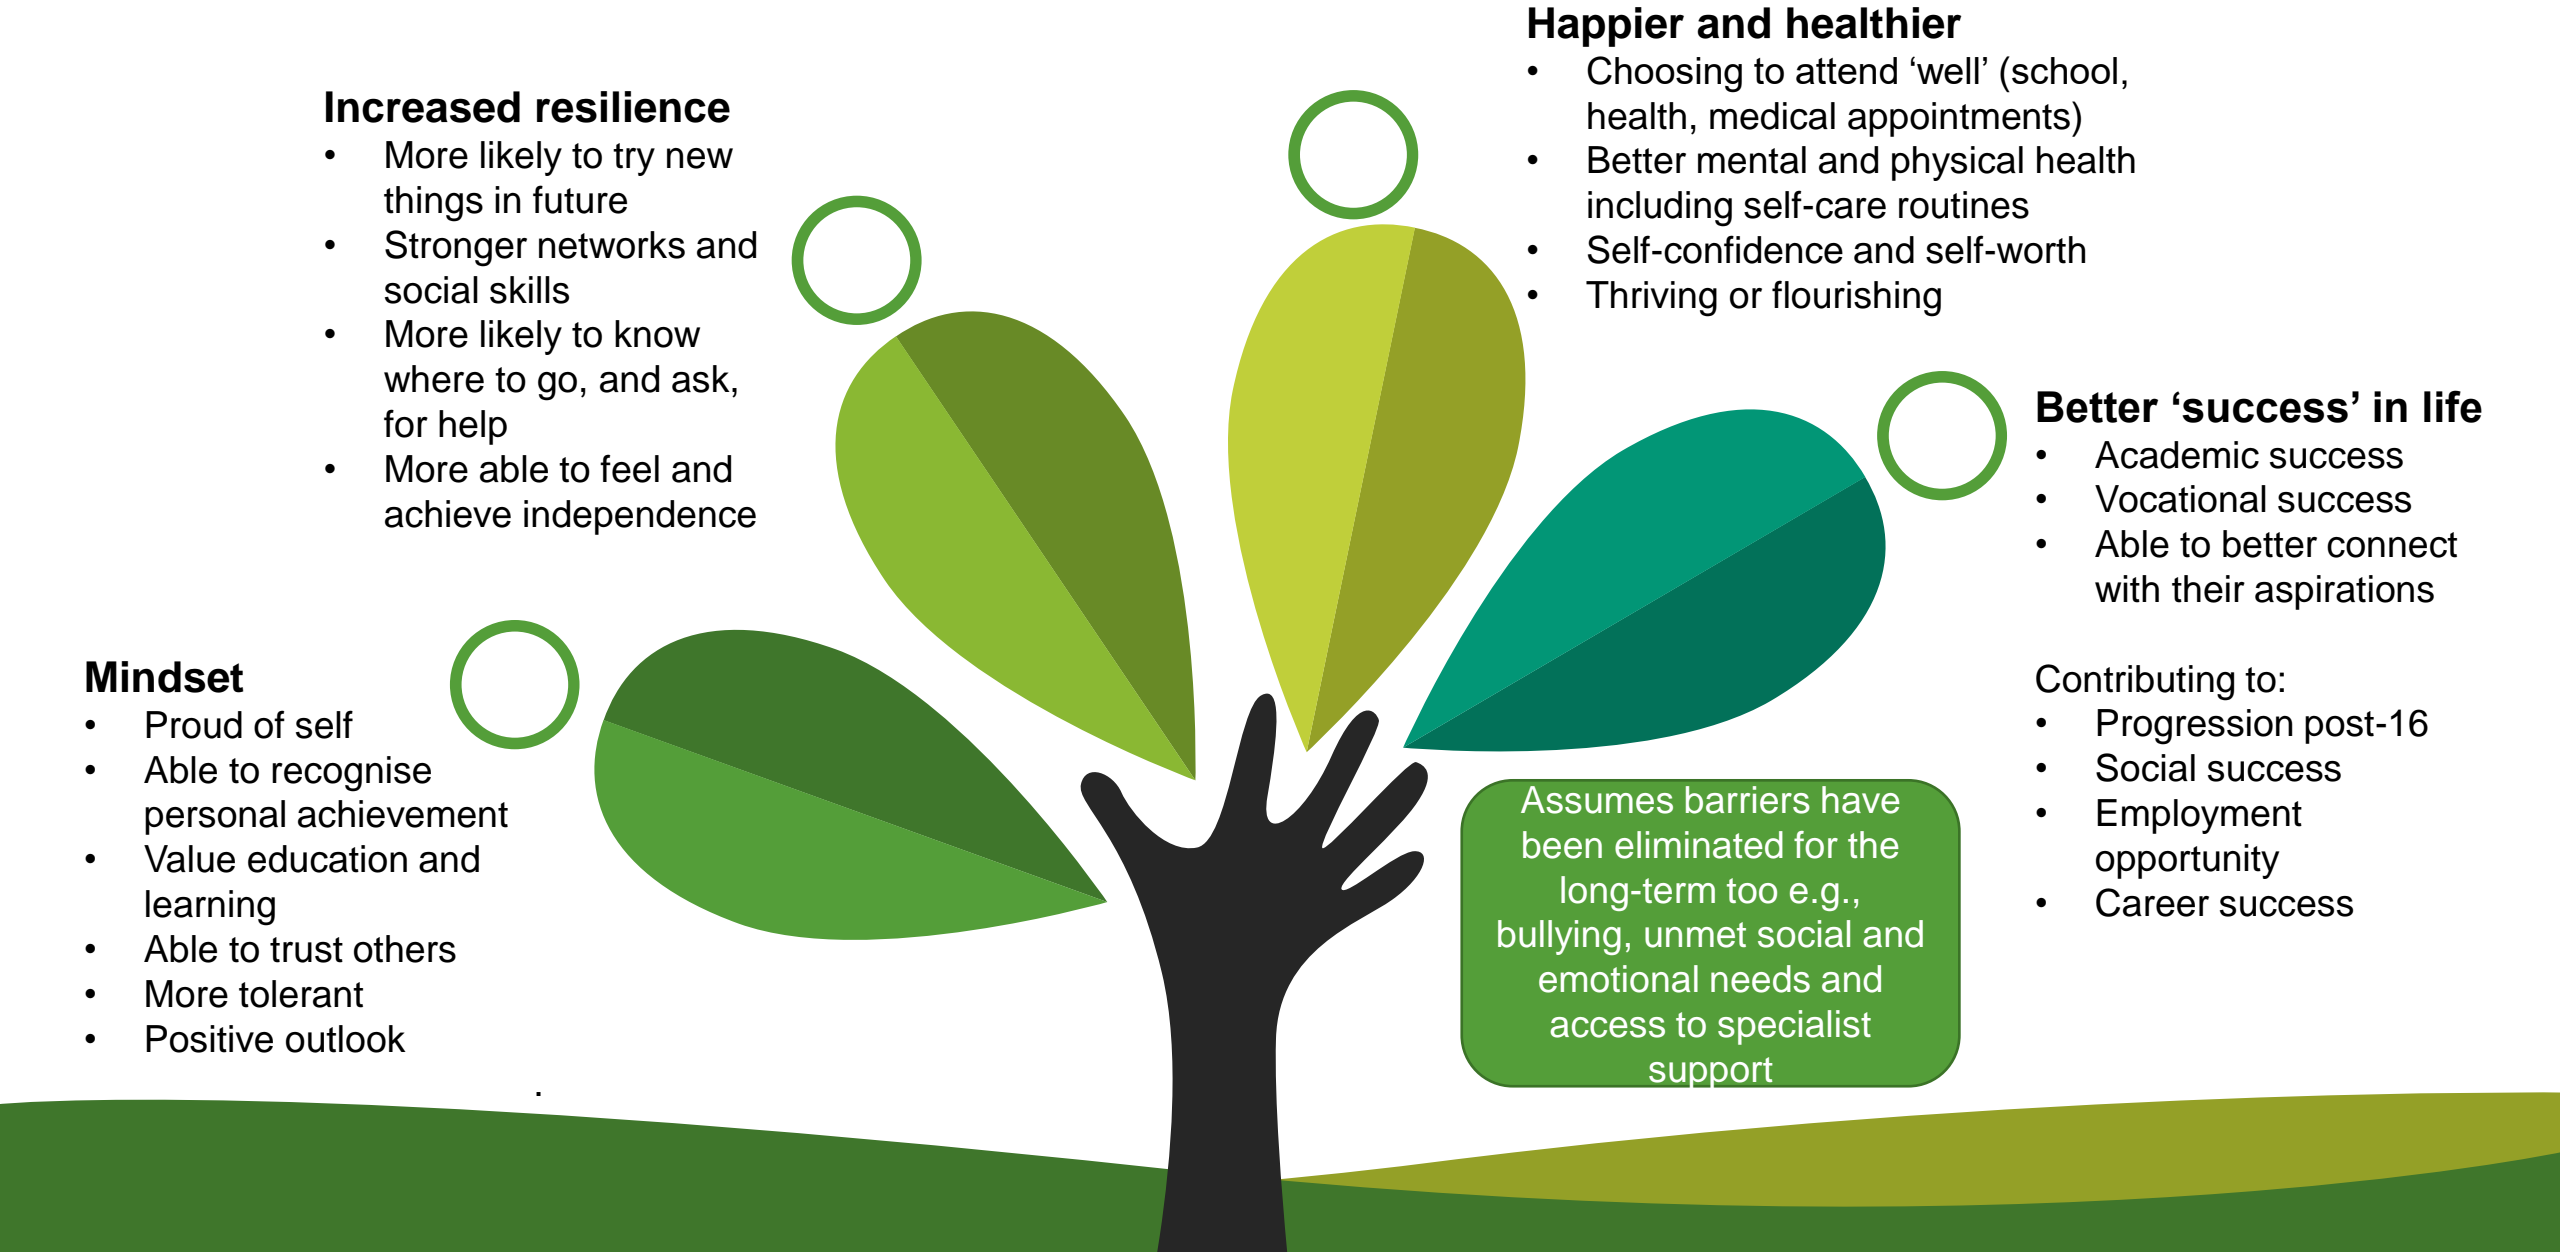 Happier and healthier
• Choosing to attend ‘well’ (school,
health, medical appointments)
• Better mental and physical health
including self-care routines
• Self-confidence and self-worth
• Thriving or flourishing
Increased resilience
• More likely to try new
things in future
• Stronger networks and
social skills
• More likely to know
where to go, and ask,
for help
• More able to feel and
achieve independence
Better ‘success’ in life
• Academic success
• Vocational success
• Able to better connect
with their aspirations
Contributing to:
• Progression post-16
• Social success
• Employment
opportunity
• Career success
Mindset
• Proud of self
• Able to recognise
personal achievement
• Value education and
learning
• Able to trust others
• More tolerant
• Positive outlook
.
Assumes barriers have
been eliminated for the
long-term too e.g.,
bullying, unmet social and
emotional needs and
access to specialist
support